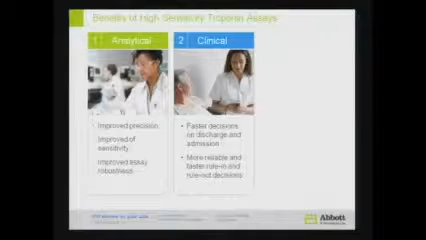 Benefits of High Sensitivity Troponin Assays
1 Analytical
2 Clinical
• Improved precision
Improved of
sensitivity
Improved assay
robustness
• Faster decisions
on discharge and
admission
• More reliable and
faster rule-in and
rule-out decisions
Abbott